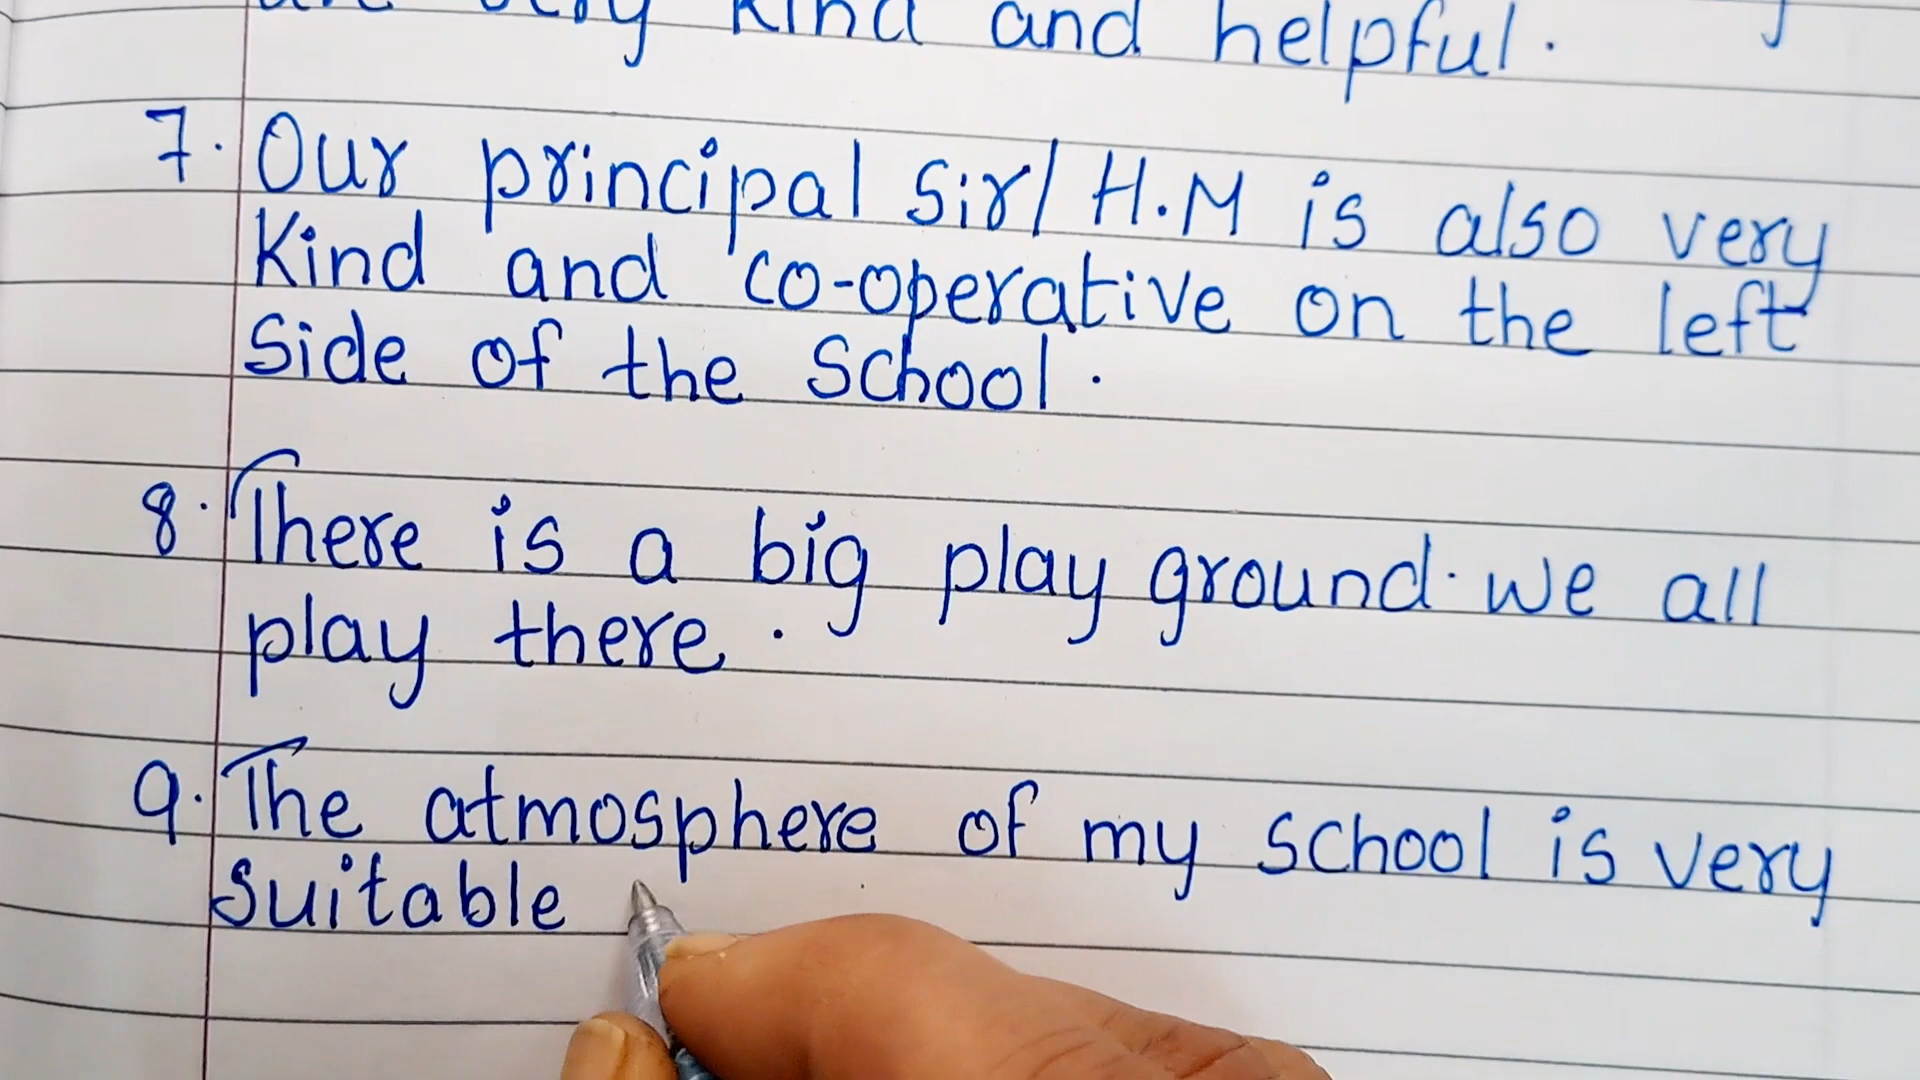 are very kind and helpful.
7. Our principal Sir/ H.M is also very
Kind and co-operative on the left
Side of the School.
8. There is a big play ground. we all
play there.
9. The atmosphere of my school is very
Suitable